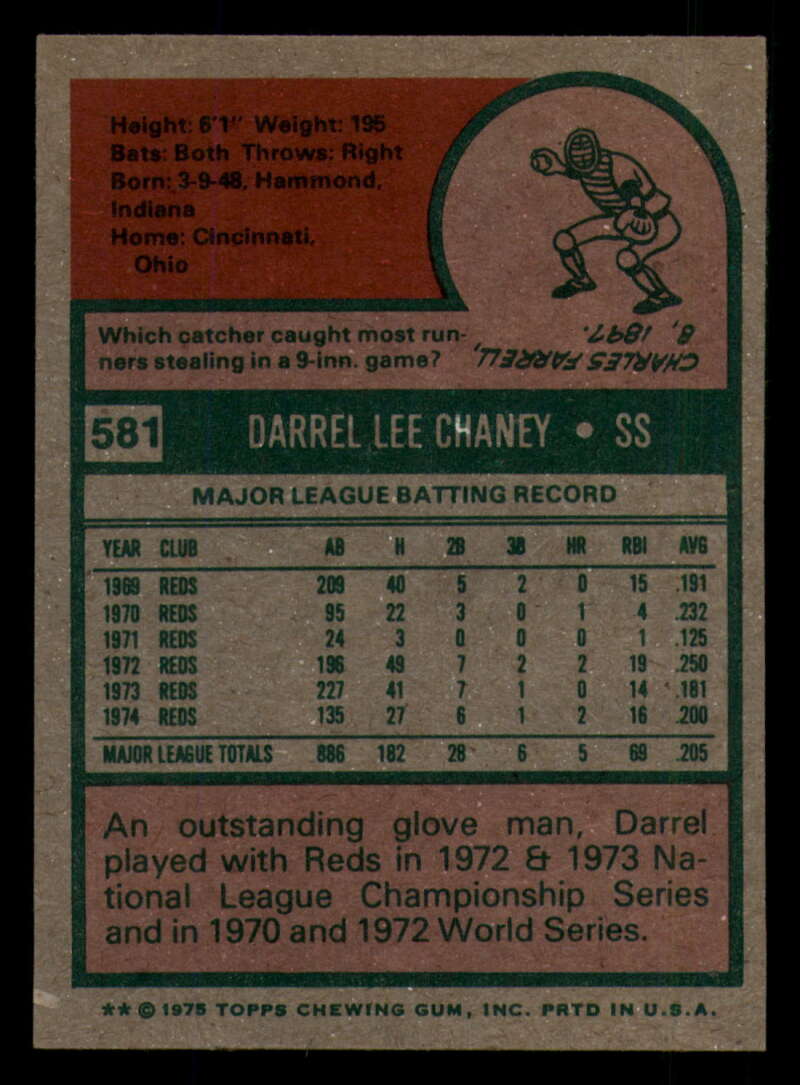 Height: 6'1" Weight: 195
Bats: Both Throws: Right
Born: 3-9-48, Hammond,
Indiana
Home: Cincinnati,
Ohio
Which catcher caught most run-
ners stealing in a 9-inn. game?
CHARLES FARRELL,
8, 1897.
581 DARREL LEE CHANEY • SS
MAJOR LEAGUE BATTING RECORD
YEAR CLUB AB H 2B 3B HR RBI AVG
1969 REDS 209 40 5 2 0 15 .191
1970 REDS 95 22 3 0 1 4 .232
1971 REDS 24 3 0 0 0 1 .125
1972 REDS 196 49 7 2 2 19 .250
1973 REDS 227 41 7 1 0 14 .181
1974 REDS 135 27 6 1 2 16 .200
MAJOR LEAGUE TOTALS 886 182 28 6 5 69 .205
An outstanding glove man, Darrel
played with Reds in 1972 & 1973 Na-
tional League Championship Series
and in 1970 and 1972 World Series.
** © 1975 TOPPS CHEWING GUM, INC. PRTD IN U.S.A.